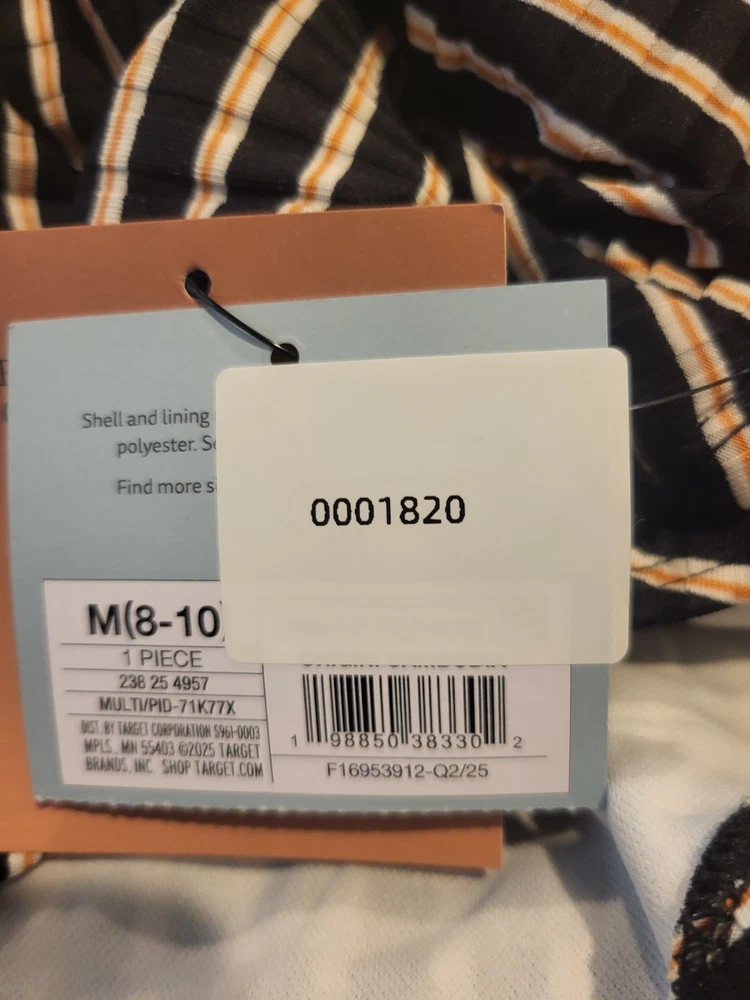 Shell and lining
polyester.
Find more
0001820
M(8-10)
1 PIECE
238 25 4957
MULTI/PID-71K77X
DIST. BY TARGET CORPORATION S961-0003
MPLS., MN 55403 ©2025 TARGET
BRANDS, INC. SHOP TARGET.COM
1 98850 38330 2
F16953912-Q2/25